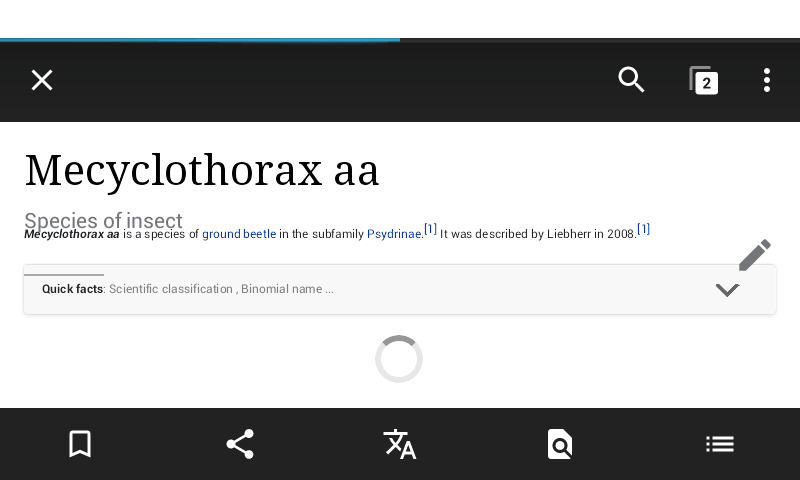 2
Mecyclothorax aa
Species of insect
Mecyclothorax aa is a species of ground beetle in the subfamily Psydrinae.[1] It was described by Liebherr in 2008.[1]
Quick facts: Scientific classification , Binomial name ...